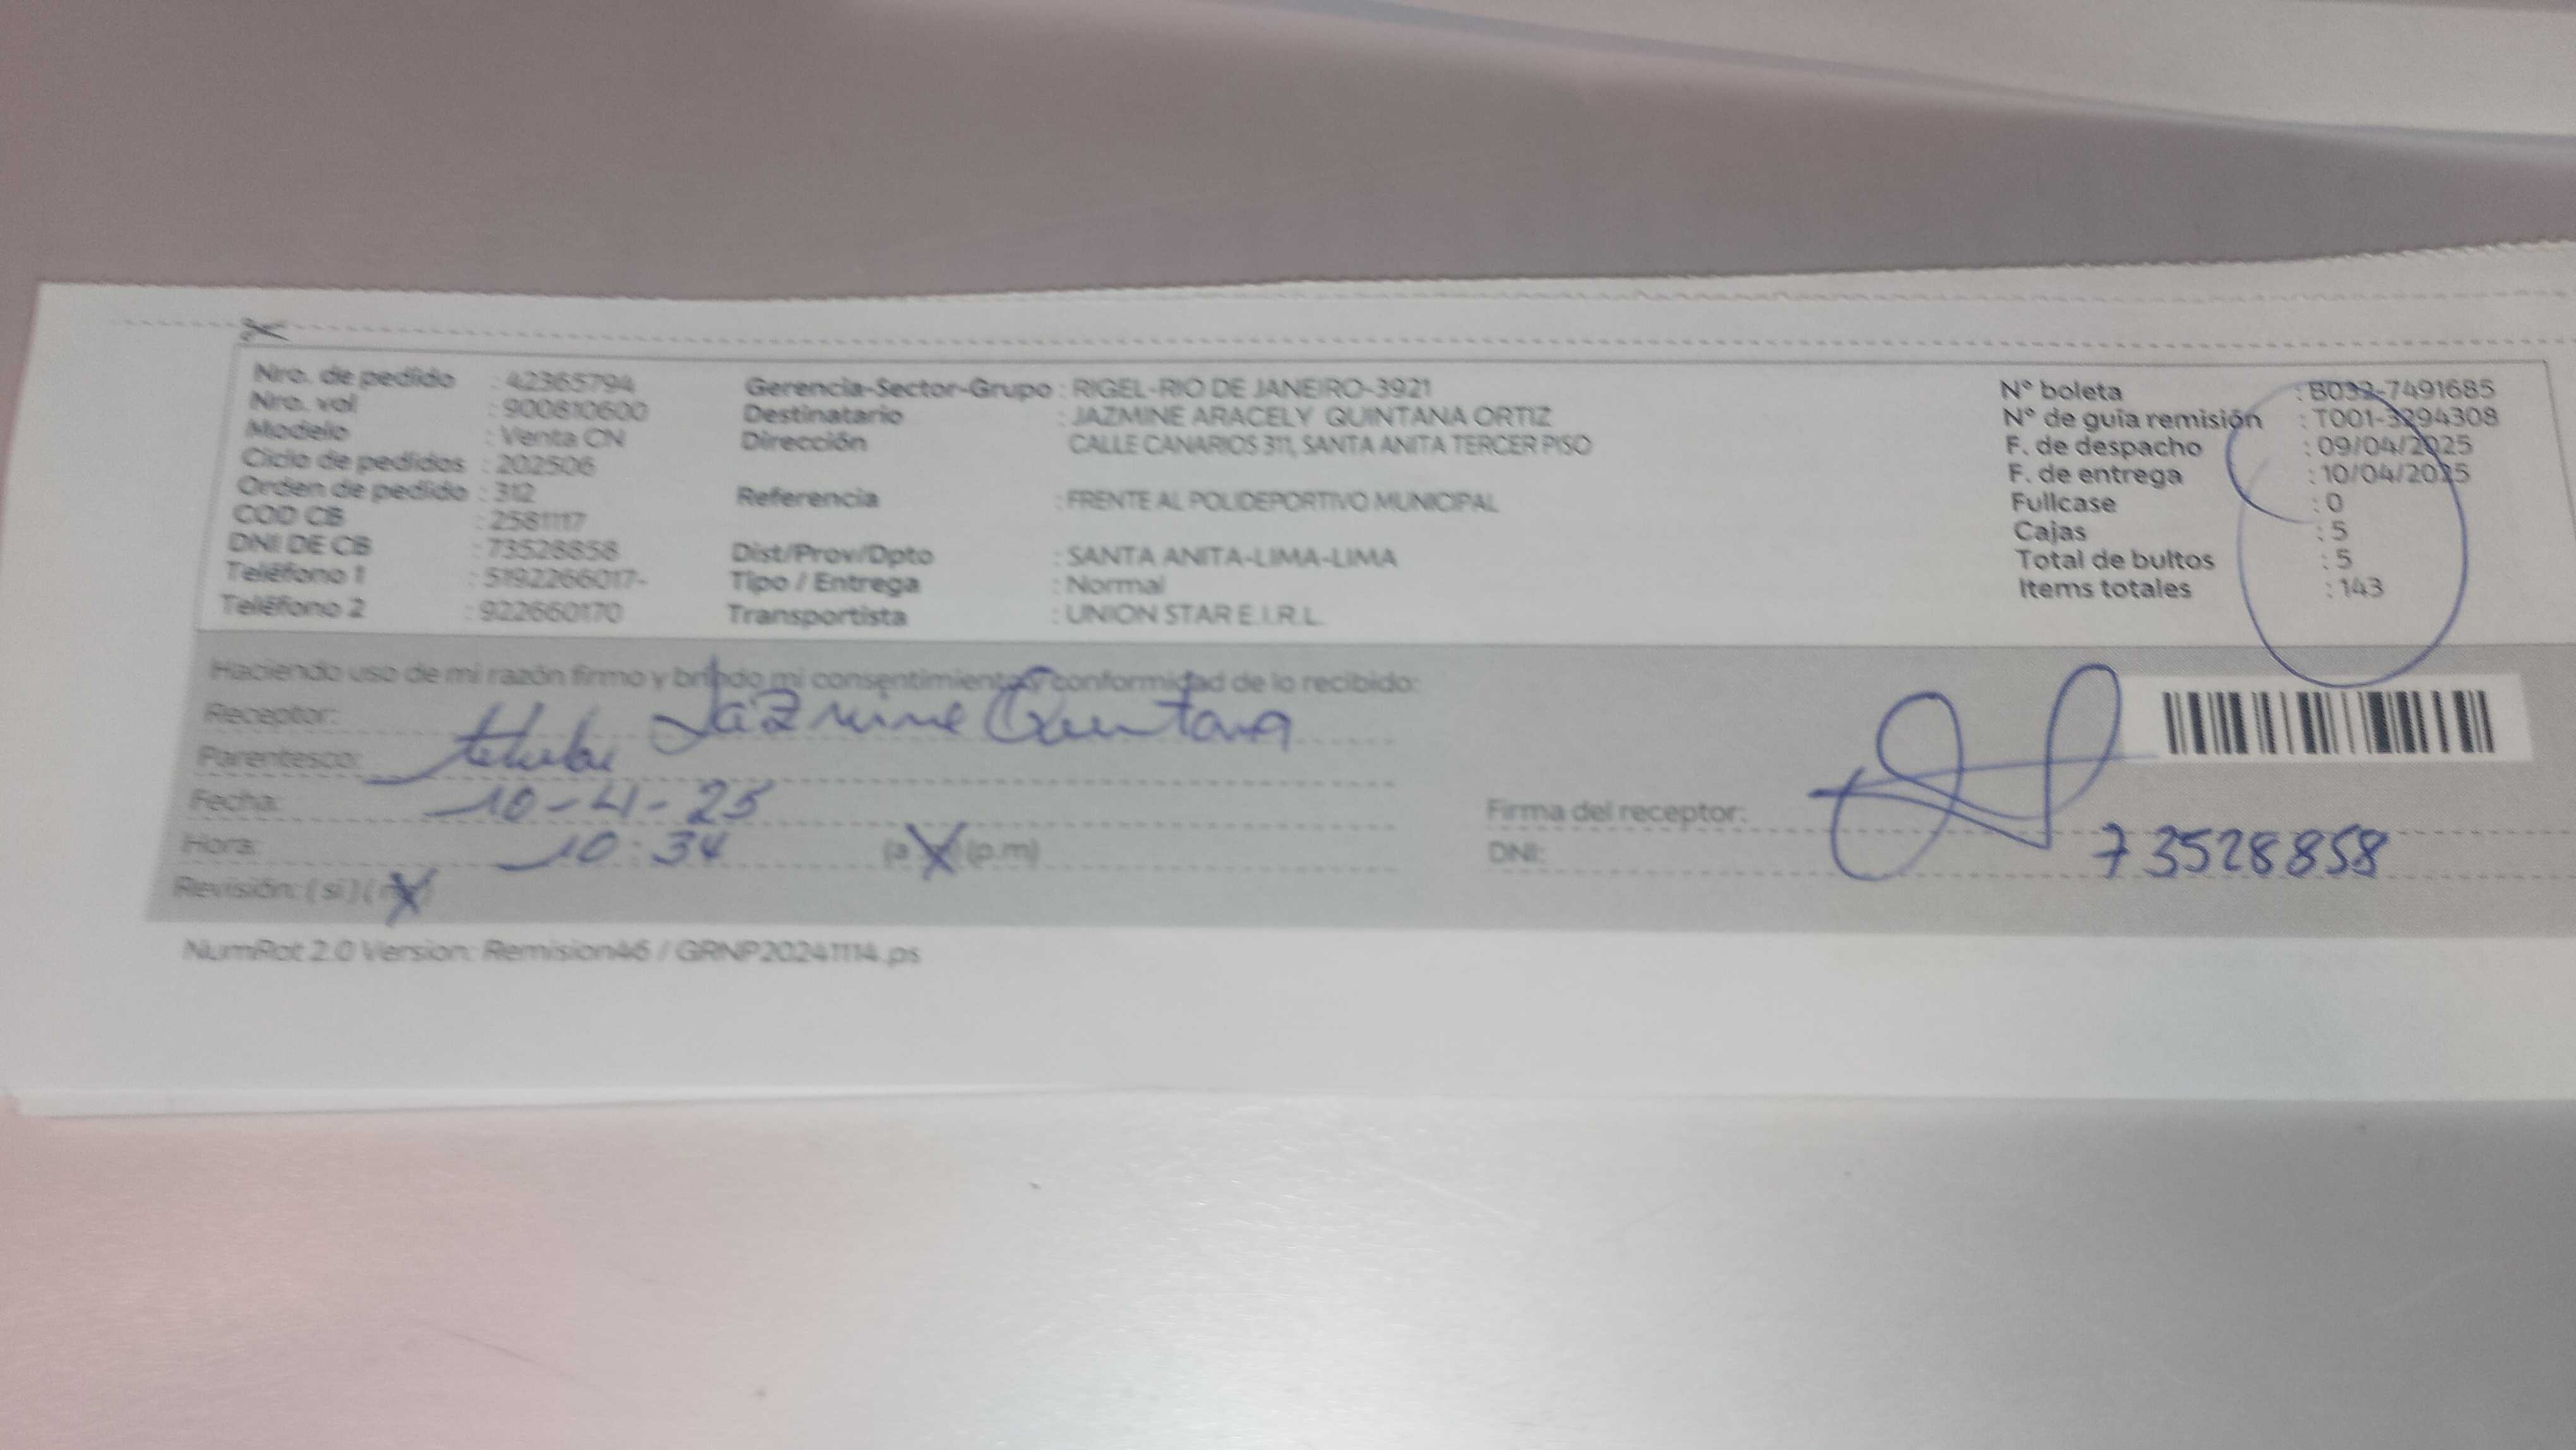 Nro. de pedido : 42365794
Nro. vol : 900810600
Modelo : Venta CN
Ciclo de pedidos : 202506
Orden de pedido : 312
COD CB : 2581117
DNI DE CB : 73528858
Teléfono 1 : 5192266017-
Teléfono 2 : 922660170
Gerencia-Sector-Grupo : RIGEL-RIO DE JANEIRO-3921
Destinatario : JAZMINE ARACELY QUINTANA ORTIZ
Dirección CALLE CANARIOS 311, SANTA ANITA TERCER PISO
Referencia : FRENTE AL POLIDEPORTIVO MUNICIPAL
Dist/Prov/Dpto : SANTA ANITA-LIMA-LIMA
Tipo / Entrega : Normal
Transportista : UNION STAR E.I.R.L.
N° boleta : B032-7491685
N° de guía remisión : T001-3294308
F. de despacho : 09/04/2025
F. de entrega : 10/04/2025
Fullcase : 0
Cajas : 5
Total de bultos : 5
Items totales : 143
Haciendo uso de mi razón firmo y brindo mi consentimiento y conformidad de lo recibido:
Receptor: Jazmine Quintana
Parentesco: titular
Fecha: 10-4-25
Hora: 10:34 (a (p.m)
Revisión: ( si ) (
Firma del receptor:
DNI: 73528858
NumRot 2.0 Version: Remision46 / GRNP20241114.ps